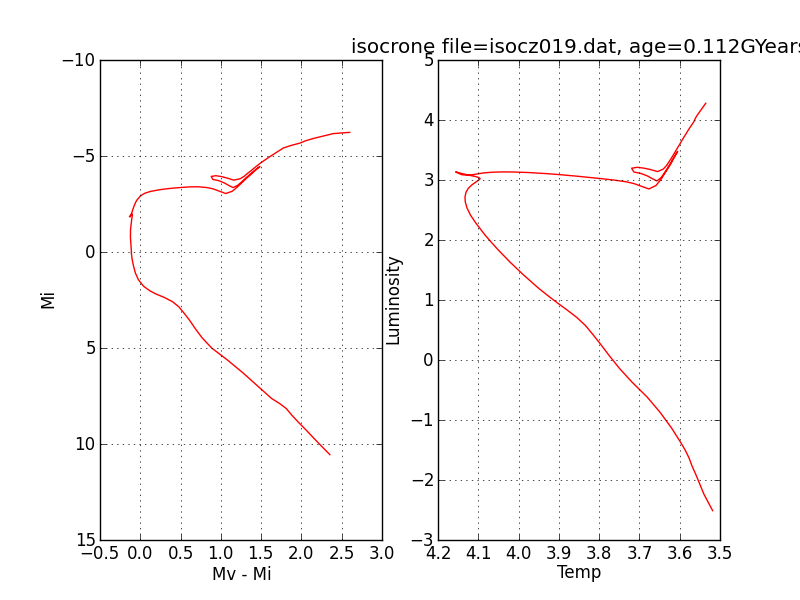 isocrone file=isocz019.dat, age=0.112GYears
−10
−5
0
5
10
15
Mi
−0.5 0.0 0.5 1.0 1.5 2.0 2.5 3.0
Mv - Mi
5
4
3
2
1
0
−1
−2
−3
Luminosity
4.2 4.1 4.0 3.9 3.8 3.7 3.6 3.5
Temp